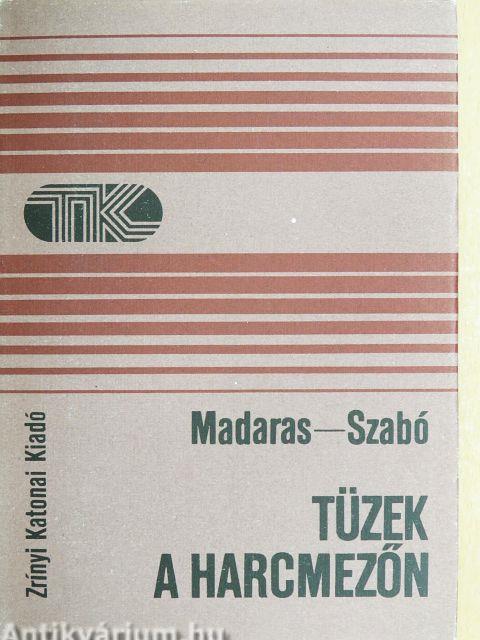 TK
Madaras—Szabó
TÜZEK
A HARCMEZŐN
Zrínyi Katonai Kiadó
Antikvárium.hu